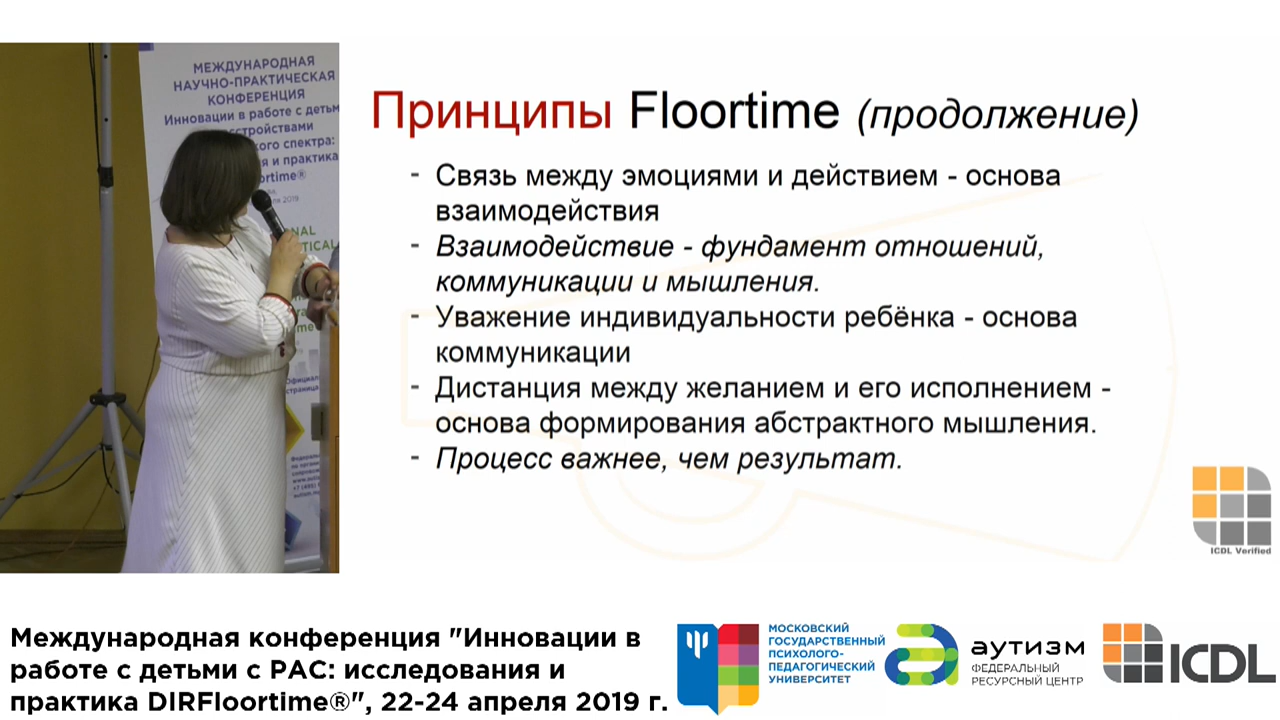 МЕЖДУНАРОДНАЯ
НАУЧНО-ПРАКТИЧЕСКАЯ
КОНФЕРЕНЦИЯ
Инновации в работе с
спектра:
и практика
2019
Принципы Floortime (продолжение)
- Связь между эмоциями и действием - основа
взаимодействия
- Взаимодействие - фундамент отношений,
коммуникации и мышления.
- Уважение индивидуальности ребёнка - основа
коммуникации
- Дистанция между желанием и его исполнением -
основа формирования абстрактного мышления.
- Процесс важнее, чем результат.
ICDL Verified
Международная конференция "Инновации в
работе с детьми с РАС: исследования и
практика DIRFloortime®", 22-24 апреля 2019 г.
МОСКОВСКИЙ
ГОСУДАРСТВЕННЫЙ
ПСИХОЛОГО-
ПЕДАГОГИЧЕСКИЙ
УНИВЕРСИТЕТ
аутизм
ФЕДЕРАЛЬНЫЙ
РЕСУРСНЫЙ ЦЕНТР
ICDL